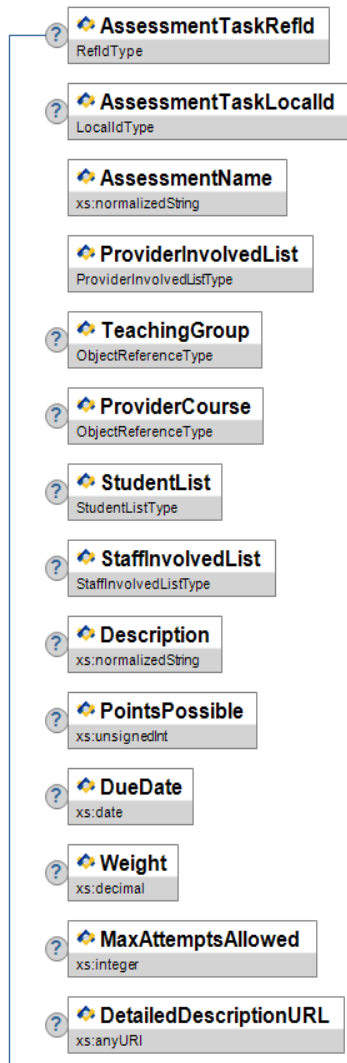 ? AssessmentTaskRefId
RefIdType
? AssessmentTaskLocalId
LocalIdType
AssessmentName
xs:normalizedString
ProviderInvolvedList
ProviderInvolvedListType
? TeachingGroup
ObjectReferenceType
? ProviderCourse
ObjectReferenceType
? StudentList
StudentListType
? StaffInvolvedList
StaffInvolvedListType
? Description
xs:normalizedString
? PointsPossible
xs:unsignedInt
? DueDate
xs:date
? Weight
xs:decimal
? MaxAttemptsAllowed
xs:integer
? DetailedDescriptionURL
xs:anyURI